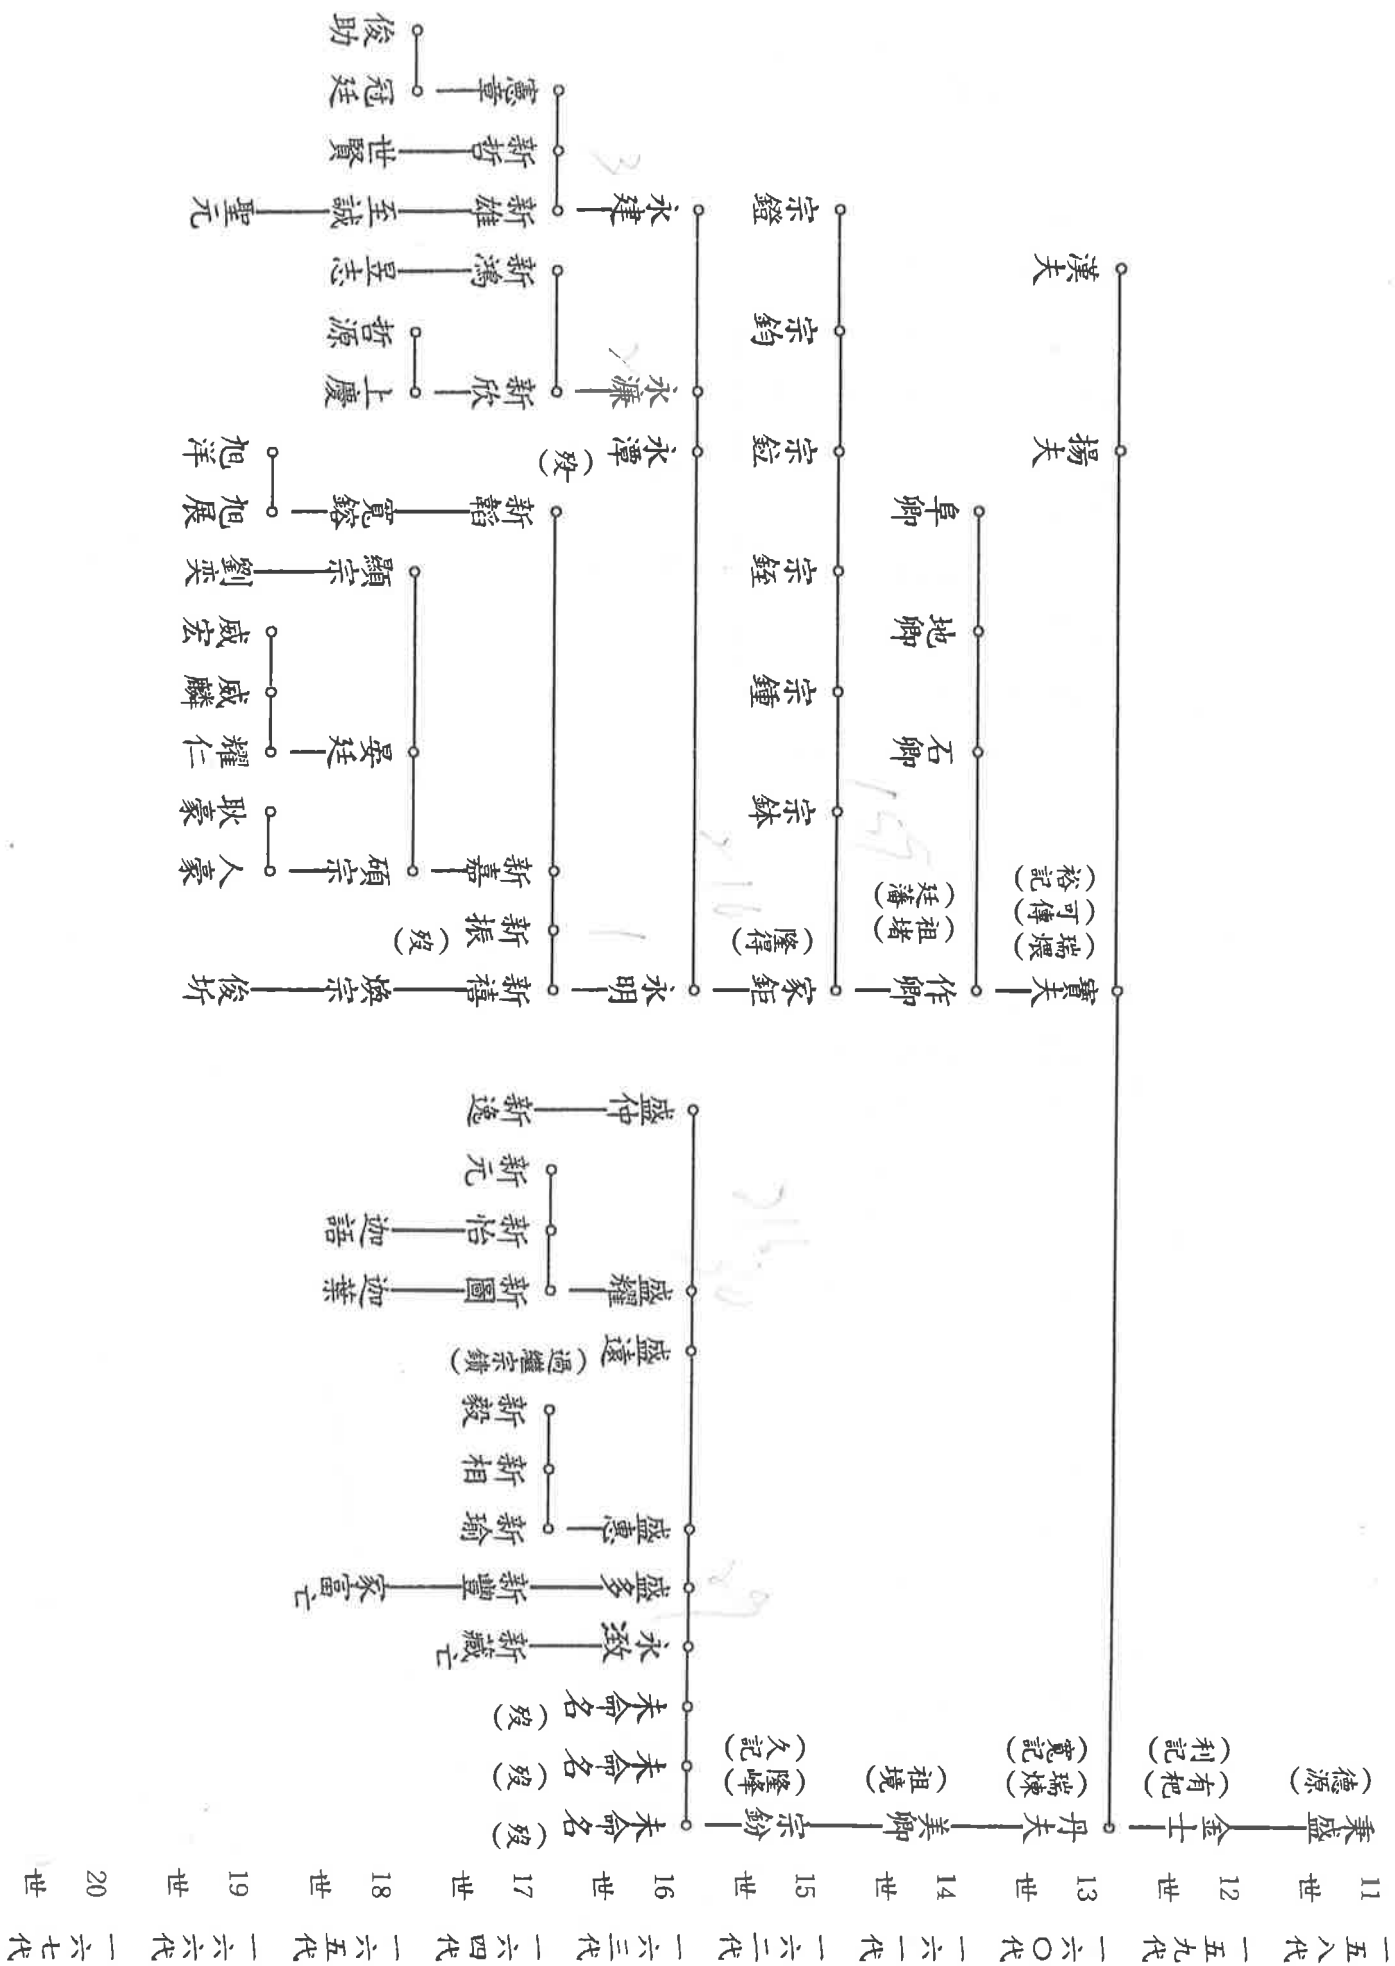 一五八代
11世
秉盛
(德源)
一五九代
12世
金士
(有杷)
(利記)
一六〇代
13世
丹夫
(瑞煉)
(寬記)
寶夫
(瑞煨)
(可傳)
(裕記)
揚夫
漢夫
一六一代
14世
美卿
(祖境)
作卿
(祖堵)
(廷藩)
石卿
地卿
阜卿
一六二代
15世
宗鈖
(隆峰)
(久記)
家鉅
(隆得)
宗鉢
宗鍾
宗銍
宗鉝
宗鈞
宗鐙
一六三代
16世
未命名(歿)
未命名(歿)
未命名(歿)
永激
盛多
盛惠
盛遠(過繼宗鐨)
盛耀
盛仲
永明
永潭(歿)
永濂
永建
一六四代
17世
新藏亡
新豐
新瑜
新相
新毅
新圖
新怡
新元
新逸
新禧
新振(歿)
新嘉
新韜
新欣
新鴻
新雄
新哲
憲章
一六五代
18世
家富亡
迦葉
迦語
煥宗
碩宗
晏廷
顯宗
寬鎔
上慶
哲源
昱志
至誠
世賢
冠廷
俊助
一六六代
19世
俊圻
人豪
耿豪
耀仁
威麟
威宏
劉奕
旭展
旭洋
聖元
一六七代
20世